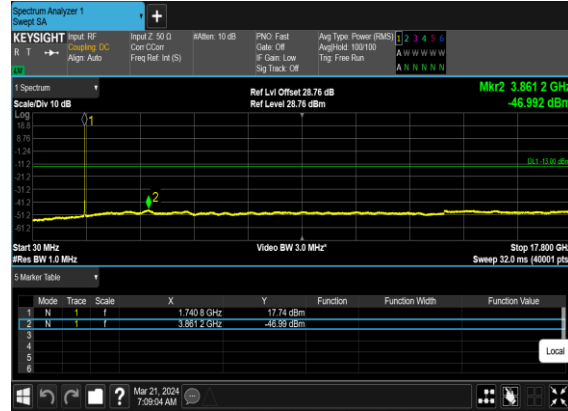 Spectrum Analyzer 1
Swept SA
KEYSIGHT
R T
LXI
Input: RF
Coupling: DC
Align: Auto
Input Z: 50 Ω
Corr CCorr
Freq Ref: Int (S)
#Atten: 10 dB
PNO: Fast
Gate: Off
IF Gain: Low
Sig Track: Off
Avg Type: Power (RMS)
Avg|Hold: 100/100
Trig: Free Run
1 2 3 4 5 6
A W W W W W
A N N N N N
1 Spectrum
Scale/Div 10 dB
Ref Lvl Offset 28.76 dB
Ref Level 28.76 dBm
Mkr2 3.861 2 GHz
-46.992 dBm
Log
18.8
8.76
-1.24
-11.2
-21.2
-31.2
-41.2
-51.2
-61.2
1
2
DL1 -13.00 dBm
Start 30 MHz
#Res BW 1.0 MHz
Video BW 3.0 MHz*
Stop 17.800 GHz
Sweep 32.0 ms (40001 pts)
5 Marker Table
Mode Trace Scale X Y Function Function Width Function Value
1 N 1 f 1.740 8 GHz 17.74 dBm
2 N 1 f 3.861 2 GHz -46.99 dBm
3
4
5
6
Local
?
Mar 21, 2024
7:09:04 AM